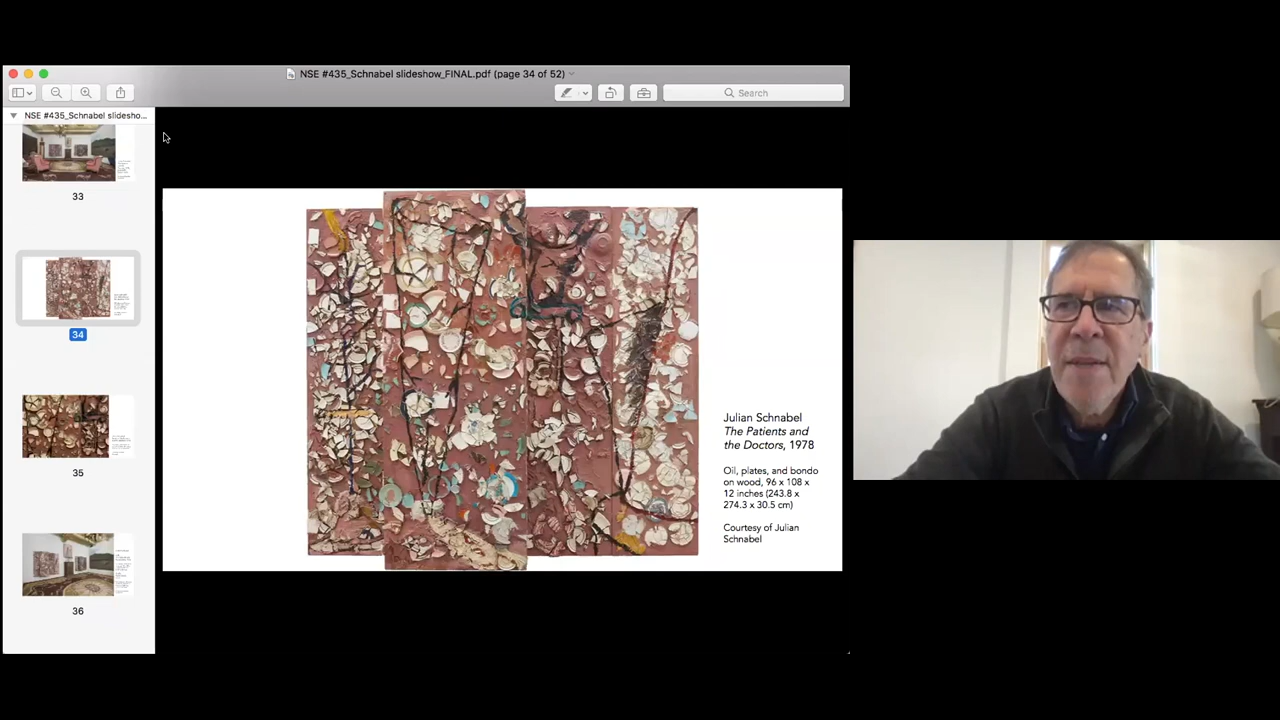 NSE #435_Schnabel slideshow_FINAL.pdf (page 34 of 52)
Search
NSE #435_Schnabel slidesho...
33
34
35
36
Julian Schnabel
The Patients and
the Doctors, 1978
Oil, plates, and bondo
on wood, 96 x 108 x
12 inches (243.8 x
274.3 x 30.5 cm)
Courtesy of Julian
Schnabel